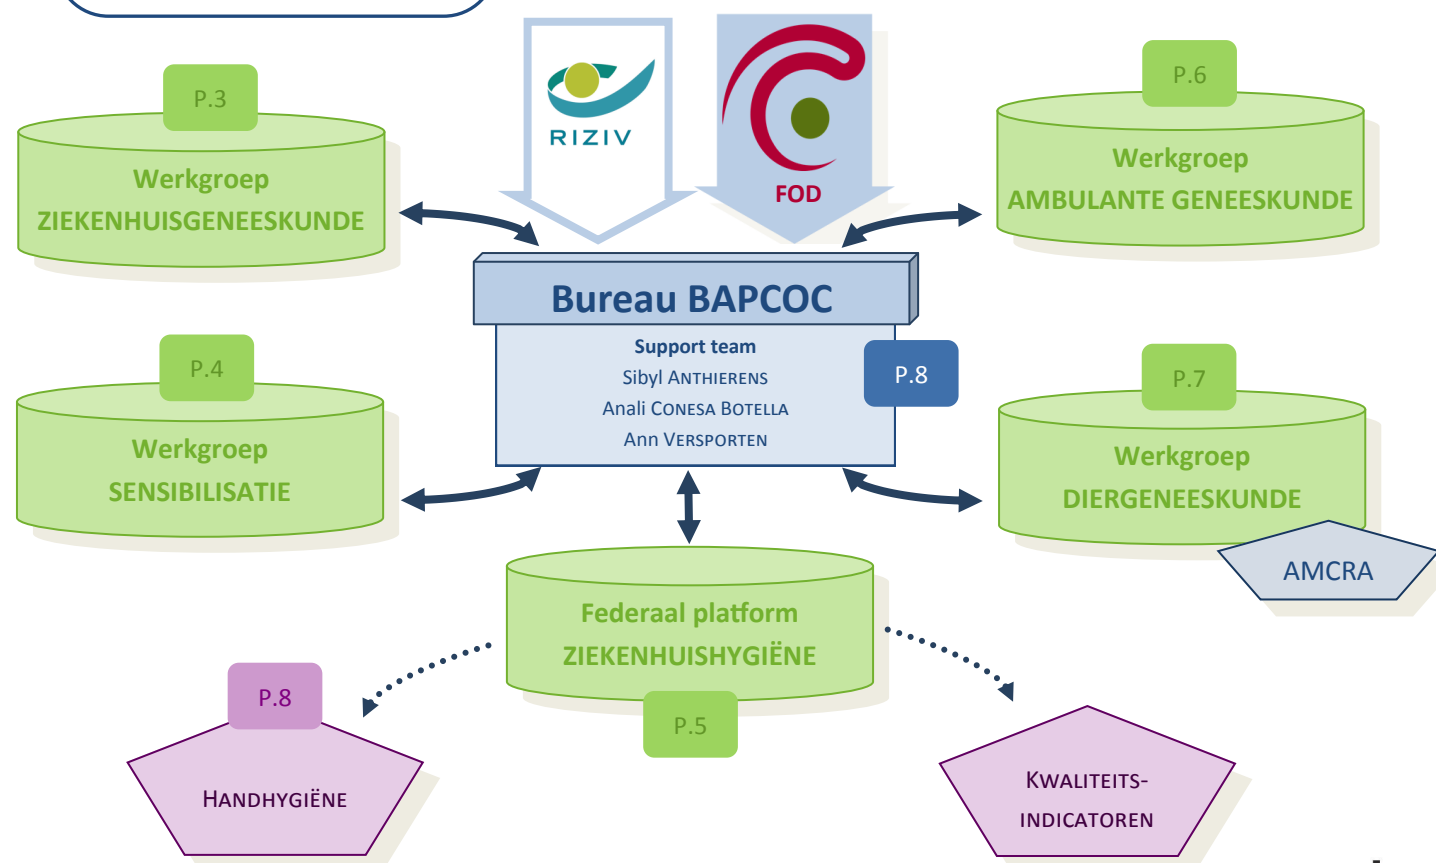 RIZIV
FOD
P.3
Werkgroep
ZIEKENHUISGENEESKUNDE
P.6
Werkgroep
AMBULANTE GENEESKUNDE
Bureau BAPCOC
Support team
Sibyl ANTHIERENS
Anali CONESA BOTELLA
Ann VERSPORTEN
P.8
P.4
Werkgroep
SENSIBILISATIE
P.7
Werkgroep
DIERGENEESKUNDE
AMCRA
Federaal platform
ZIEKENHUISHYGIËNE
P.5
P.8
HANDHYGIËNE
KWALITEITS-
INDICATOREN